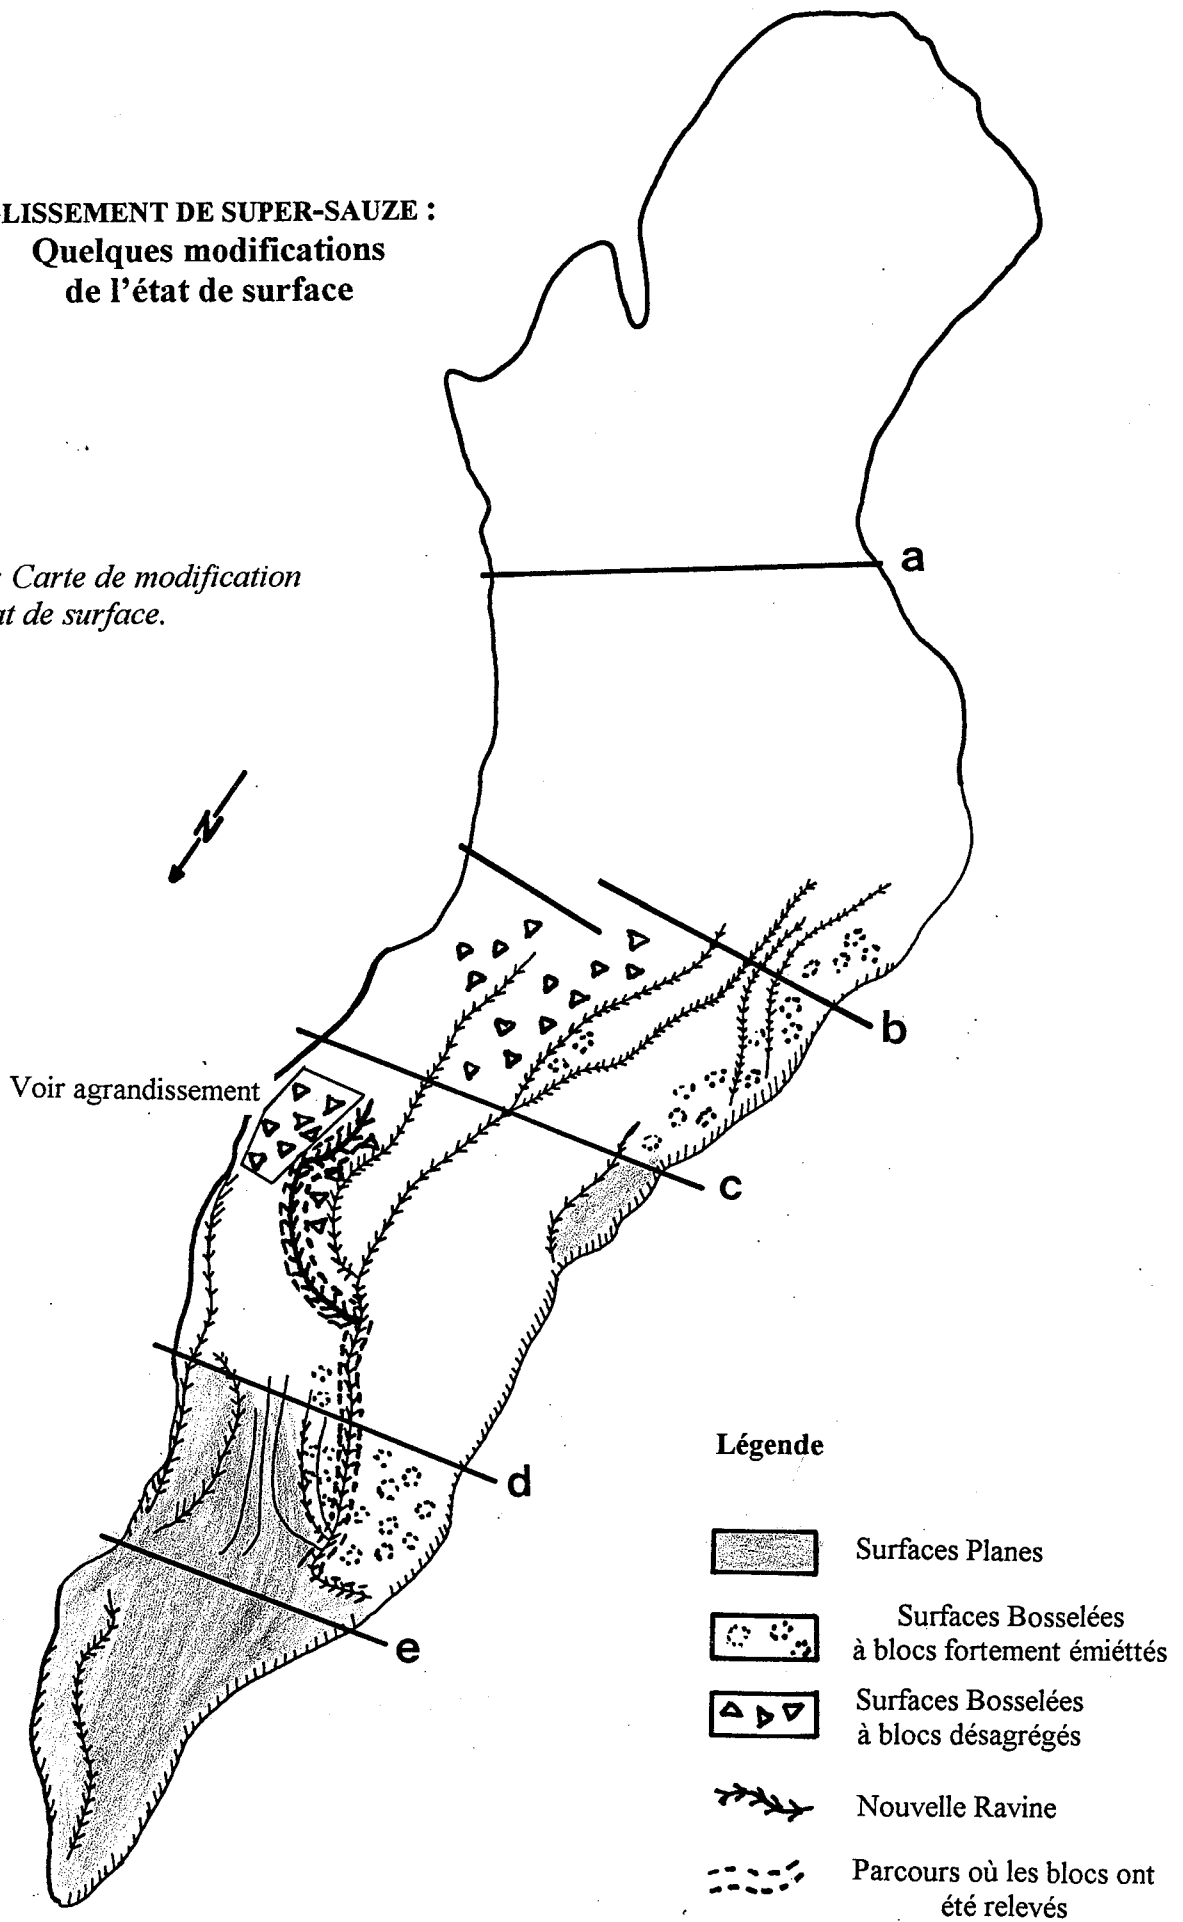 LISSEMENT DE SUPER-SAUZE :
Quelques modifications
de l'état de surface
: Carte de modification
at de surface.
a
N
b
Voir agrandissement
c
d
e
Légende
Surfaces Planes
Surfaces Bosselées
à blocs fortement émiéttés
Surfaces Bosselées
à blocs désagrégés
Nouvelle Ravine
Parcours où les blocs ont
été relevés